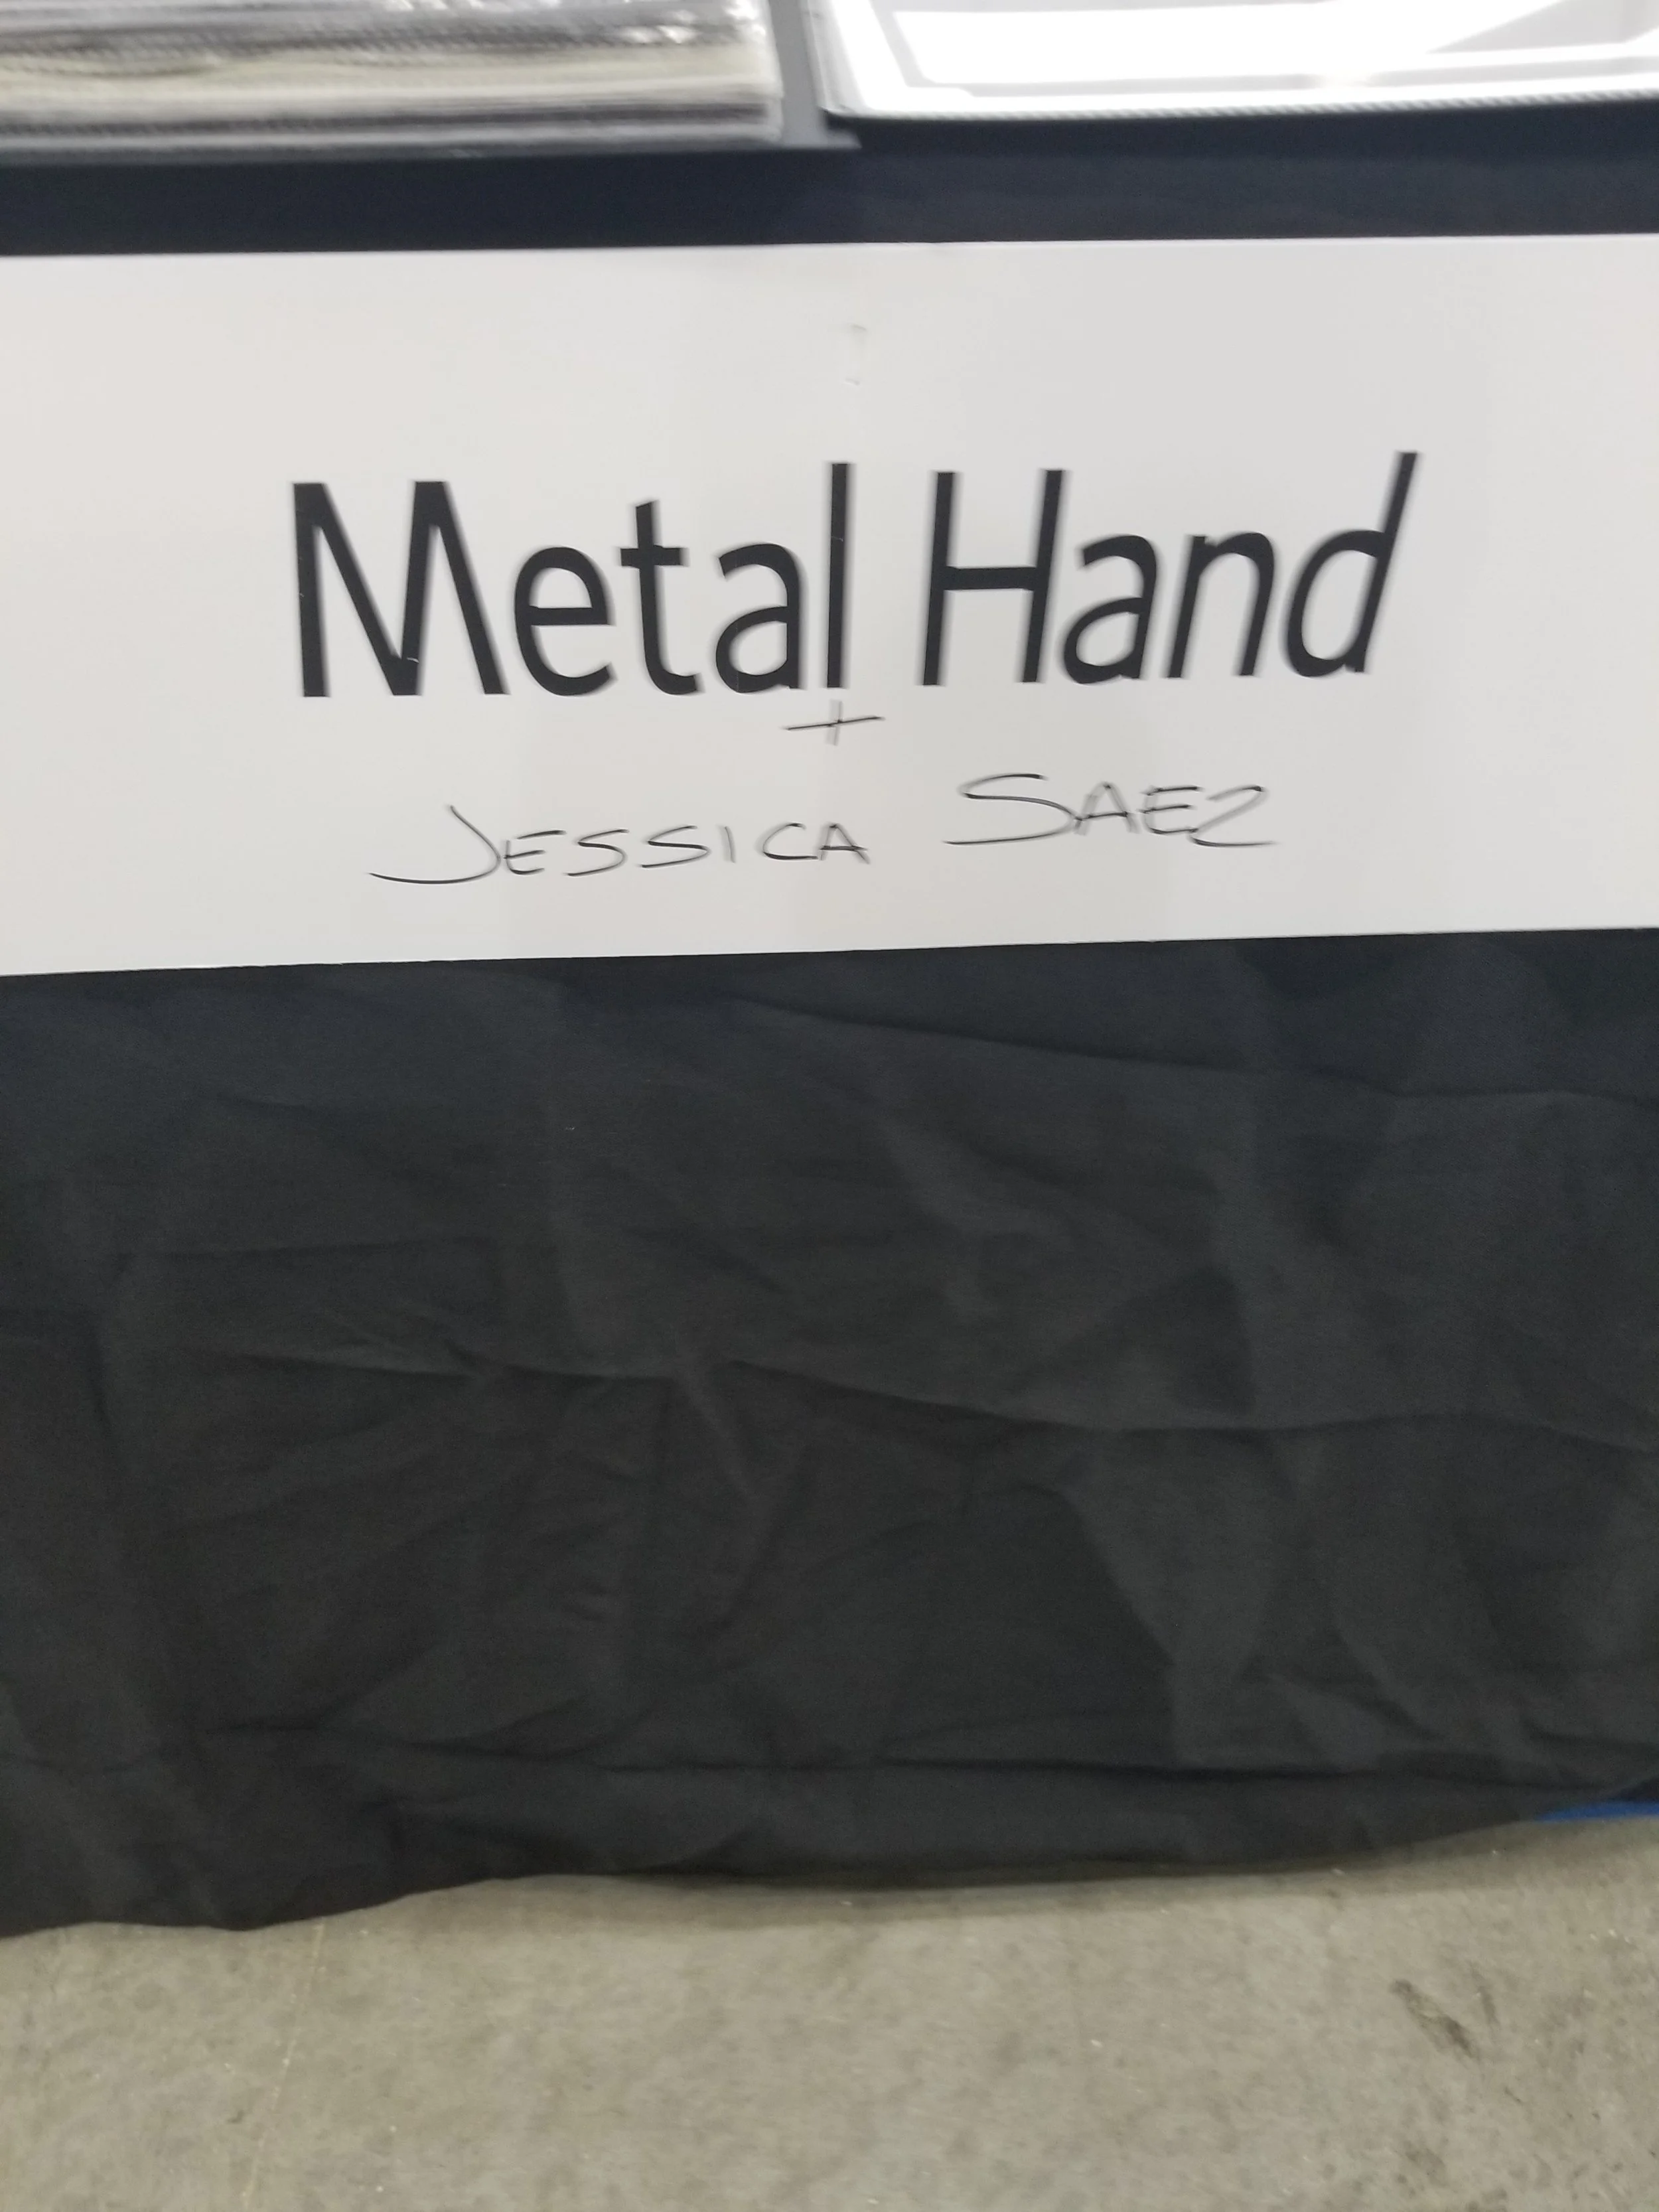 Metal Hand
+
JESSICA SAEZ